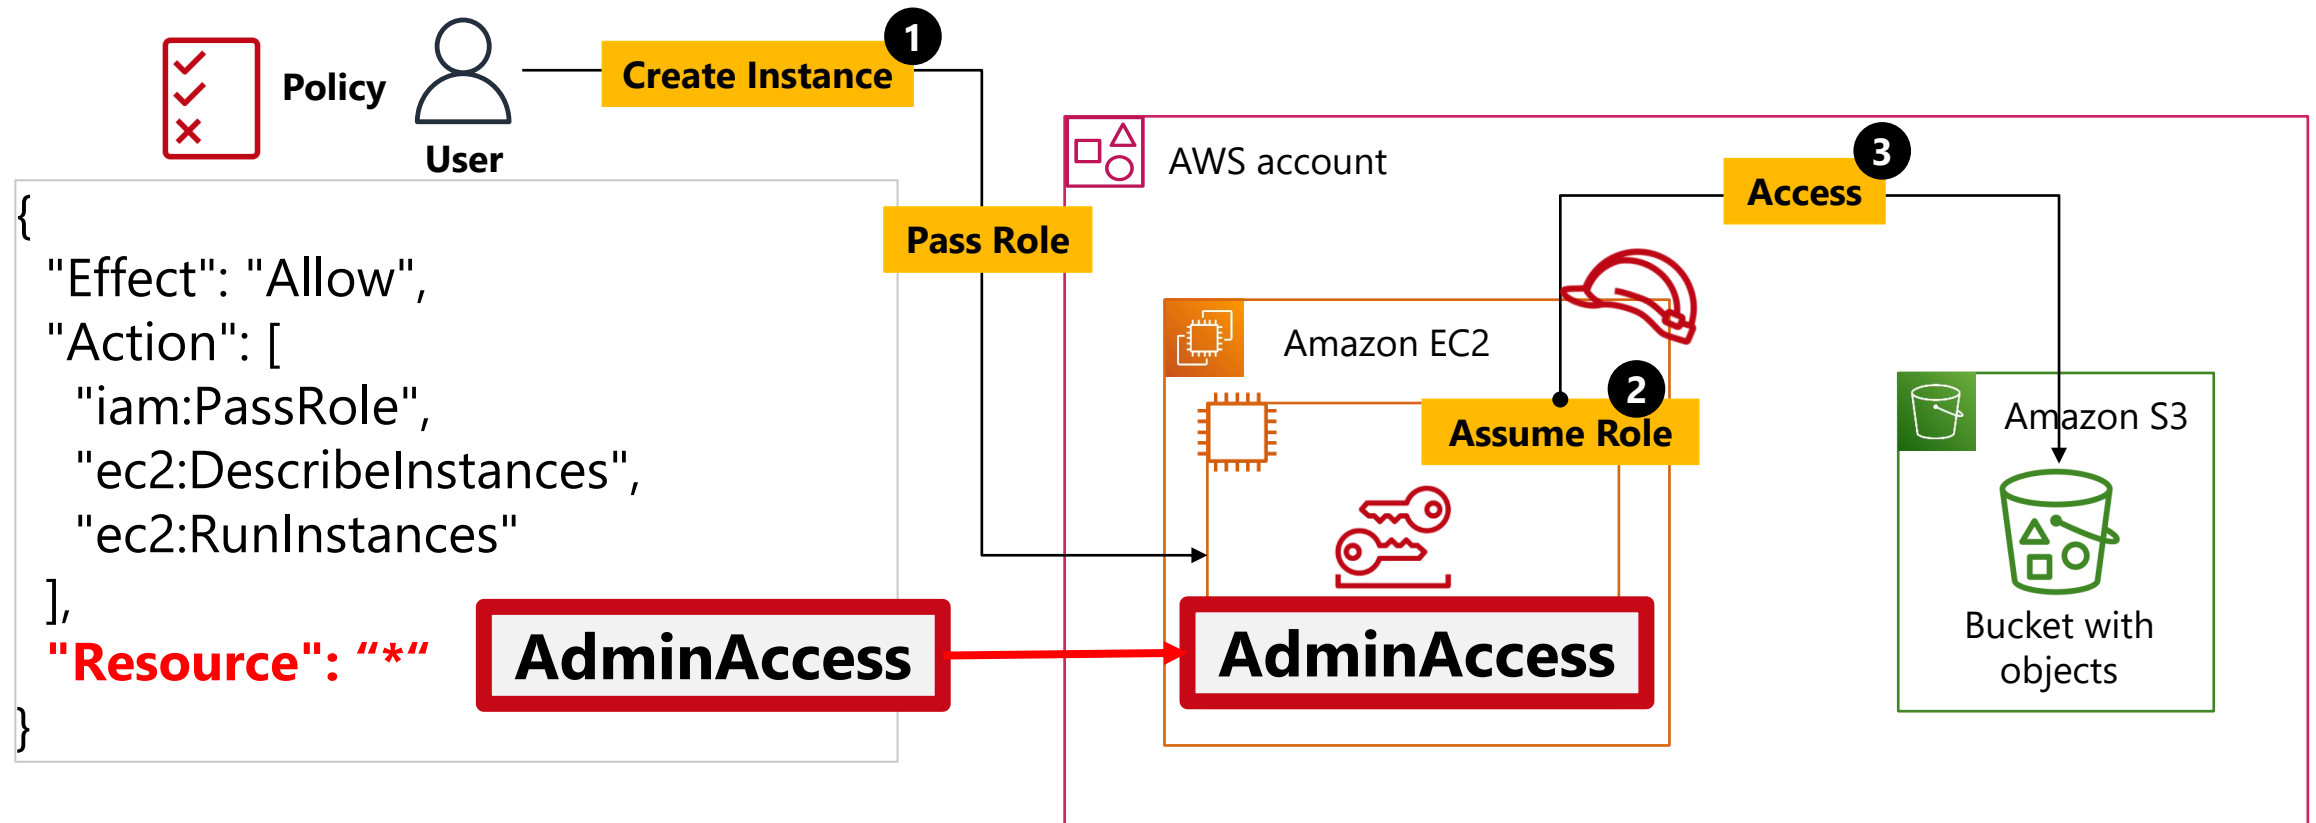 1
Create Instance
Policy
User
{
"Effect": "Allow",
"Action": [
"iam:PassRole",
"ec2:DescribeInstances",
"ec2:RunInstances"
],
"Resource": “*“
}
AdminAccess
Pass Role
AWS account
3
Access
Amazon EC2
2
Assume Role
AdminAccess
Amazon S3
Bucket with
objects